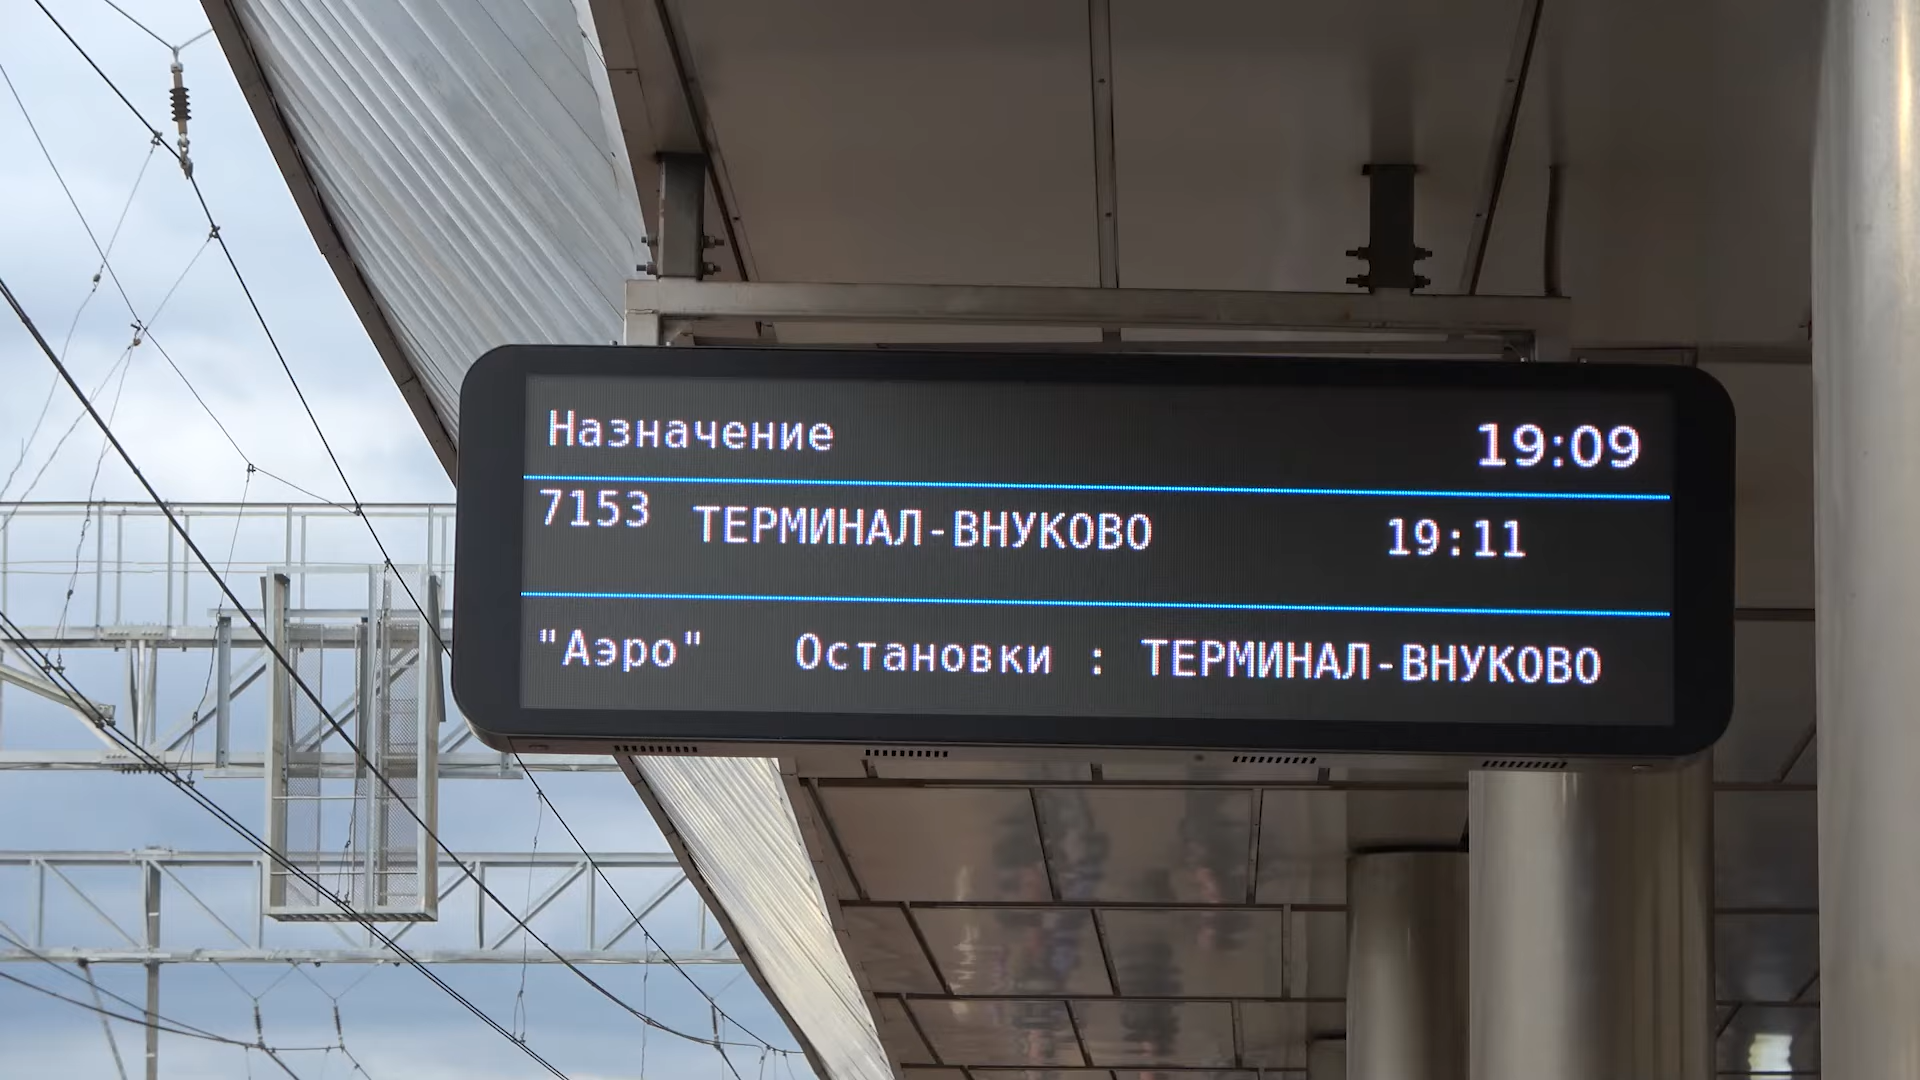 Назначение 19:09
7153 ТЕРМИНАЛ-ВНУКОВО 19:11
"Аэро" Остановки : ТЕРМИНАЛ-ВНУКОВО